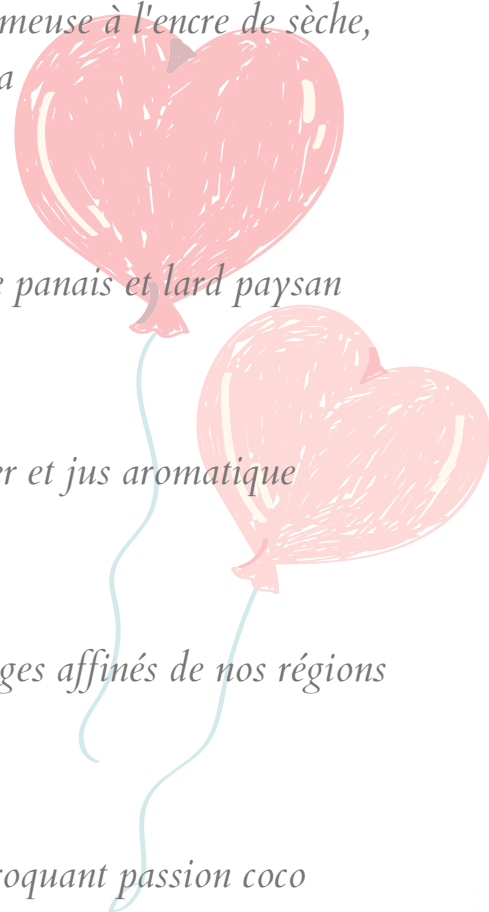 meuse à l'encre de sèche,
a
e panais et lard paysan
er et jus aromatique
ges affinés de nos régions
roquant passion coco